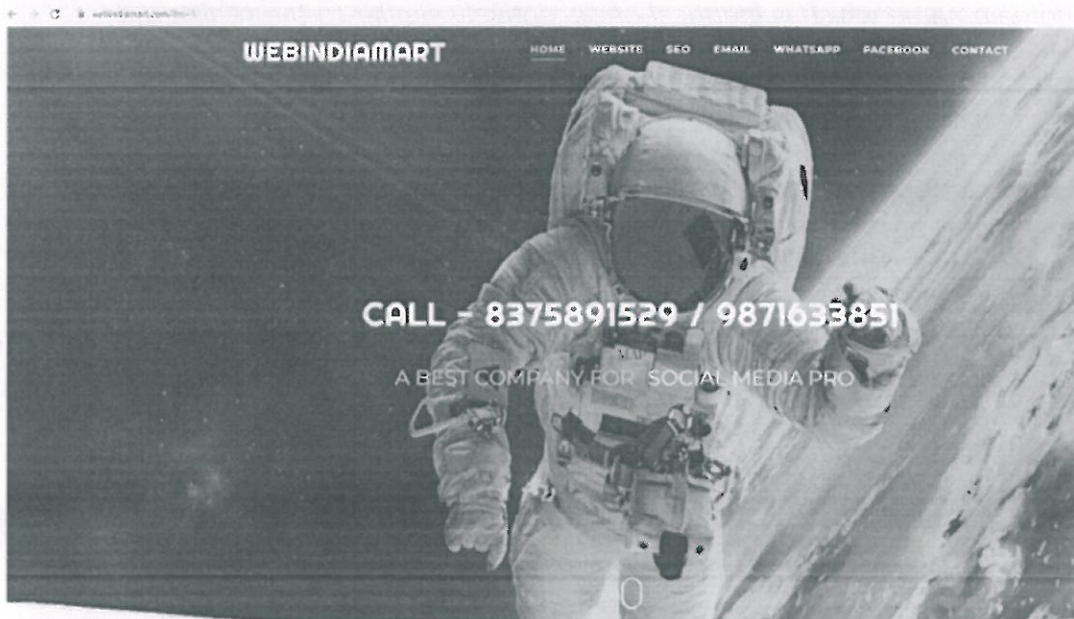 WEBINDIAMART
HOME WEBSITE SEO EMAIL WHATSAPP FACEBOOK CONTACT
CALL - 8375891529 / 9871633851
A BEST COMPANY FOR SOCIAL MEDIA PRO